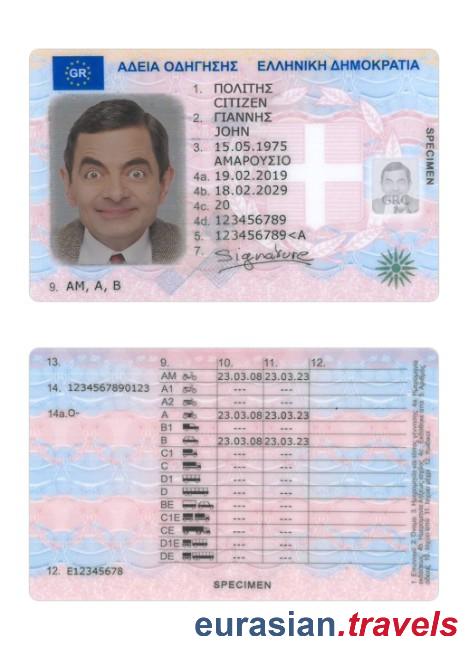 GR ΑΔΕΙΑ ΟΔΗΓΗΣΗΣ ΕΛΛΗΝΙΚΗ ΔΗΜΟΚΡΑΤΙΑ
1. ΠΟΛΙΤΗΣ
CITIZEN
2. ΓΙΑΝΝΗΣ
JOHN
3. 15.05.1975
ΑΜΑΡΟΥΣΙΟ
4a. 19.02.2019
4b. 18.02.2029
4c. 20
4d. 123456789
5. 123456789<A
7. Signature
9. AM, A, B
SPECIMEN
GRC
13. 9. 10. 11. 12.
AM 23.03.08 23.03.23
14. 1234567890123 A1 --- ---
A2 --- ---
14a.O- A 23.03.08 23.03.23
B1 --- ---
B 23.03.08 23.03.23
C1 --- ---
C --- ---
D1 --- ---
D --- ---
BE --- ---
C1E --- ---
CE --- ---
D1E --- ---
DE --- ---
12. E12345678
SPECIMEN
eurasian.travels